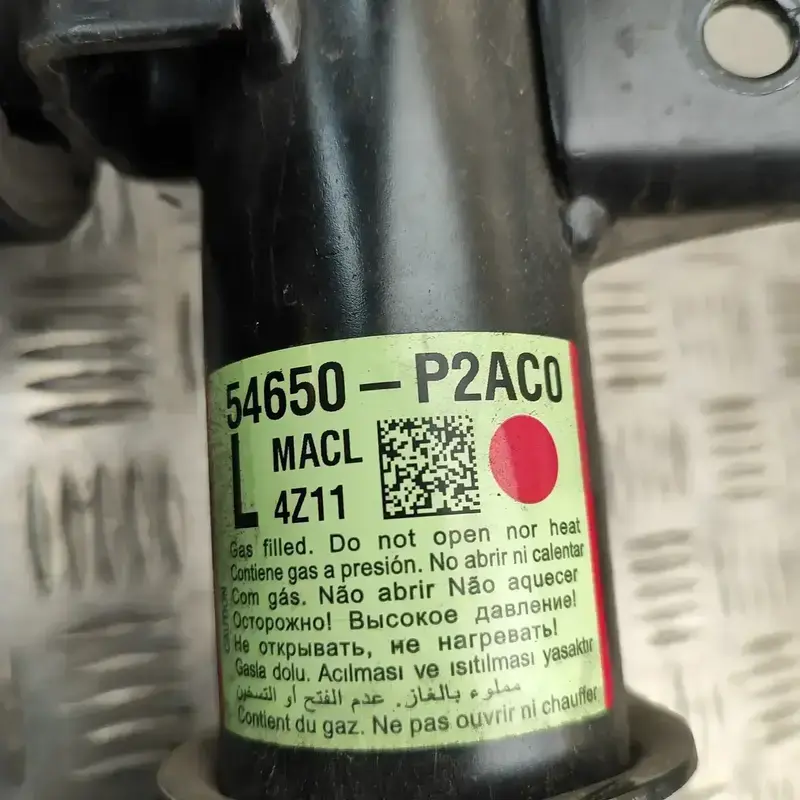 54650 – P2AC0
L MACL
4Z11
Gas filled. Do not open nor heat
Contiene gas a presión. No abrir ni calentar
Com gás. Não abrir Não aquecer
Осторожно! Высокое давление!
Не открывать, не нагревать!
Gasla dolu. Acılması ve ısıtılması yasaktır
مملوء بالغاز. عدم الفتح أو التسخين
Contient du gaz. Ne pas ouvrir ni chauffer
CAUTION